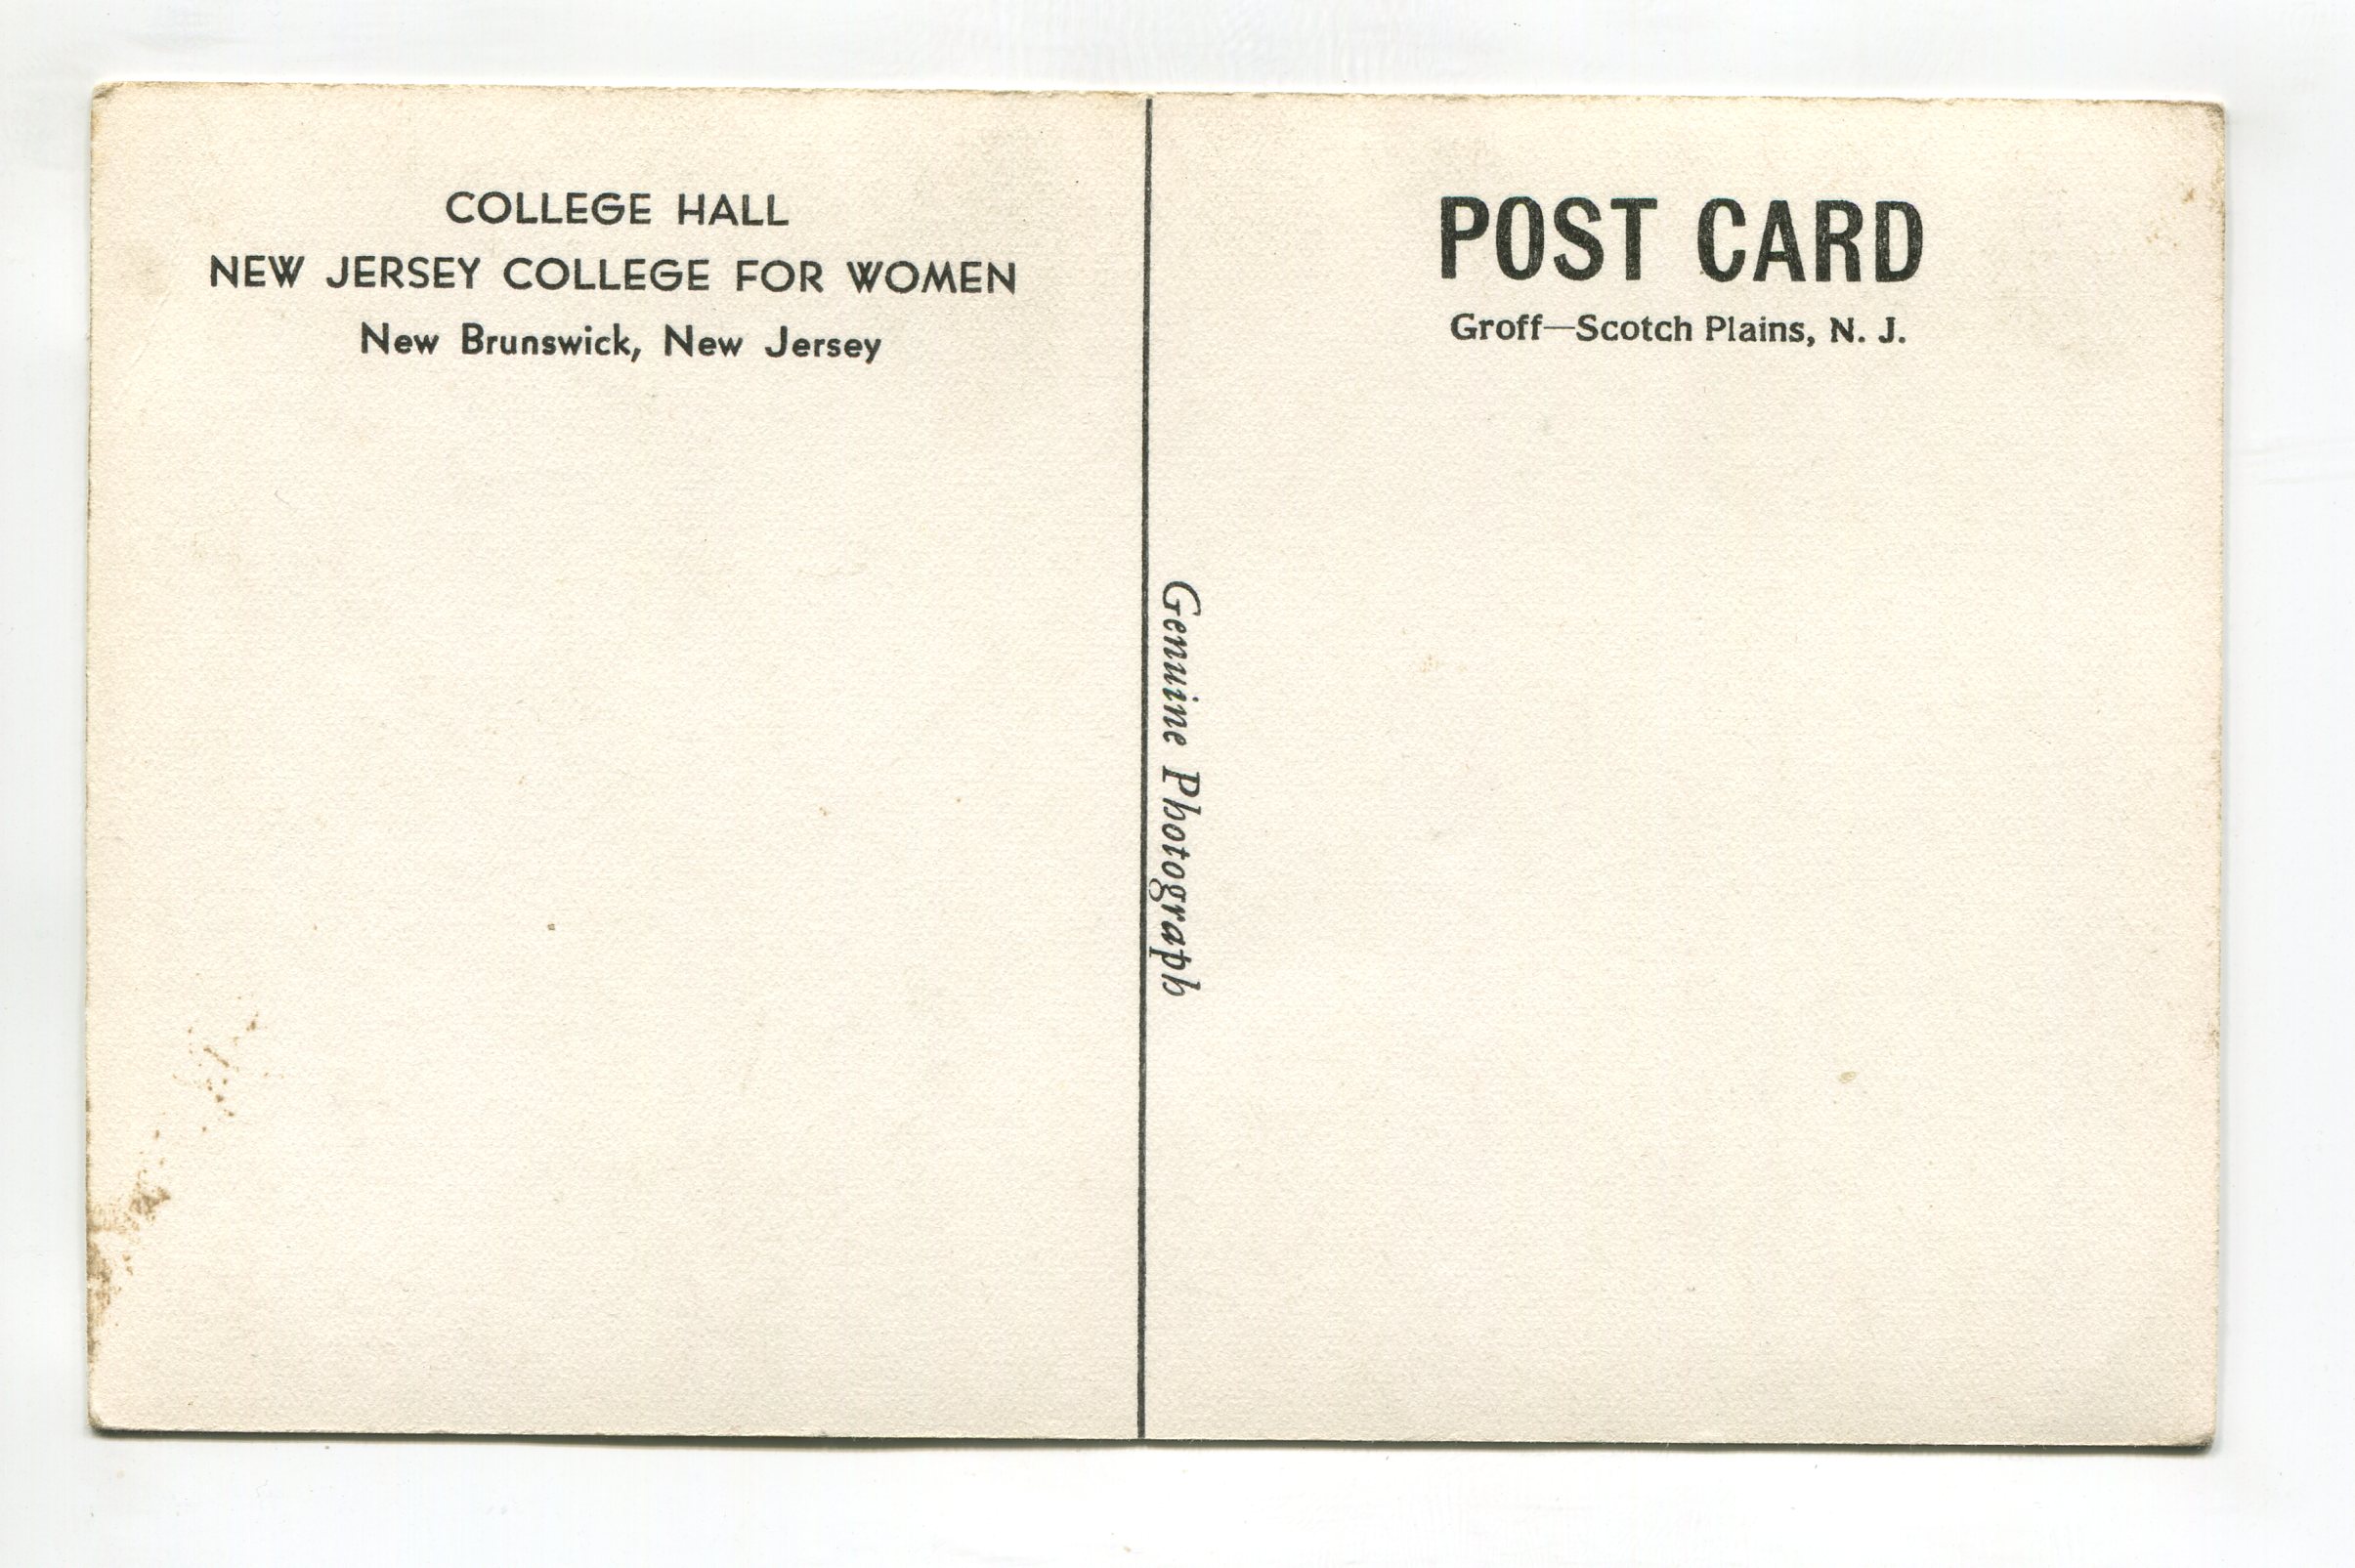 COLLEGE HALL
NEW JERSEY COLLEGE FOR WOMEN
New Brunswick, New Jersey
Genuine Photograph
POST CARD
Groff—Scotch Plains, N. J.